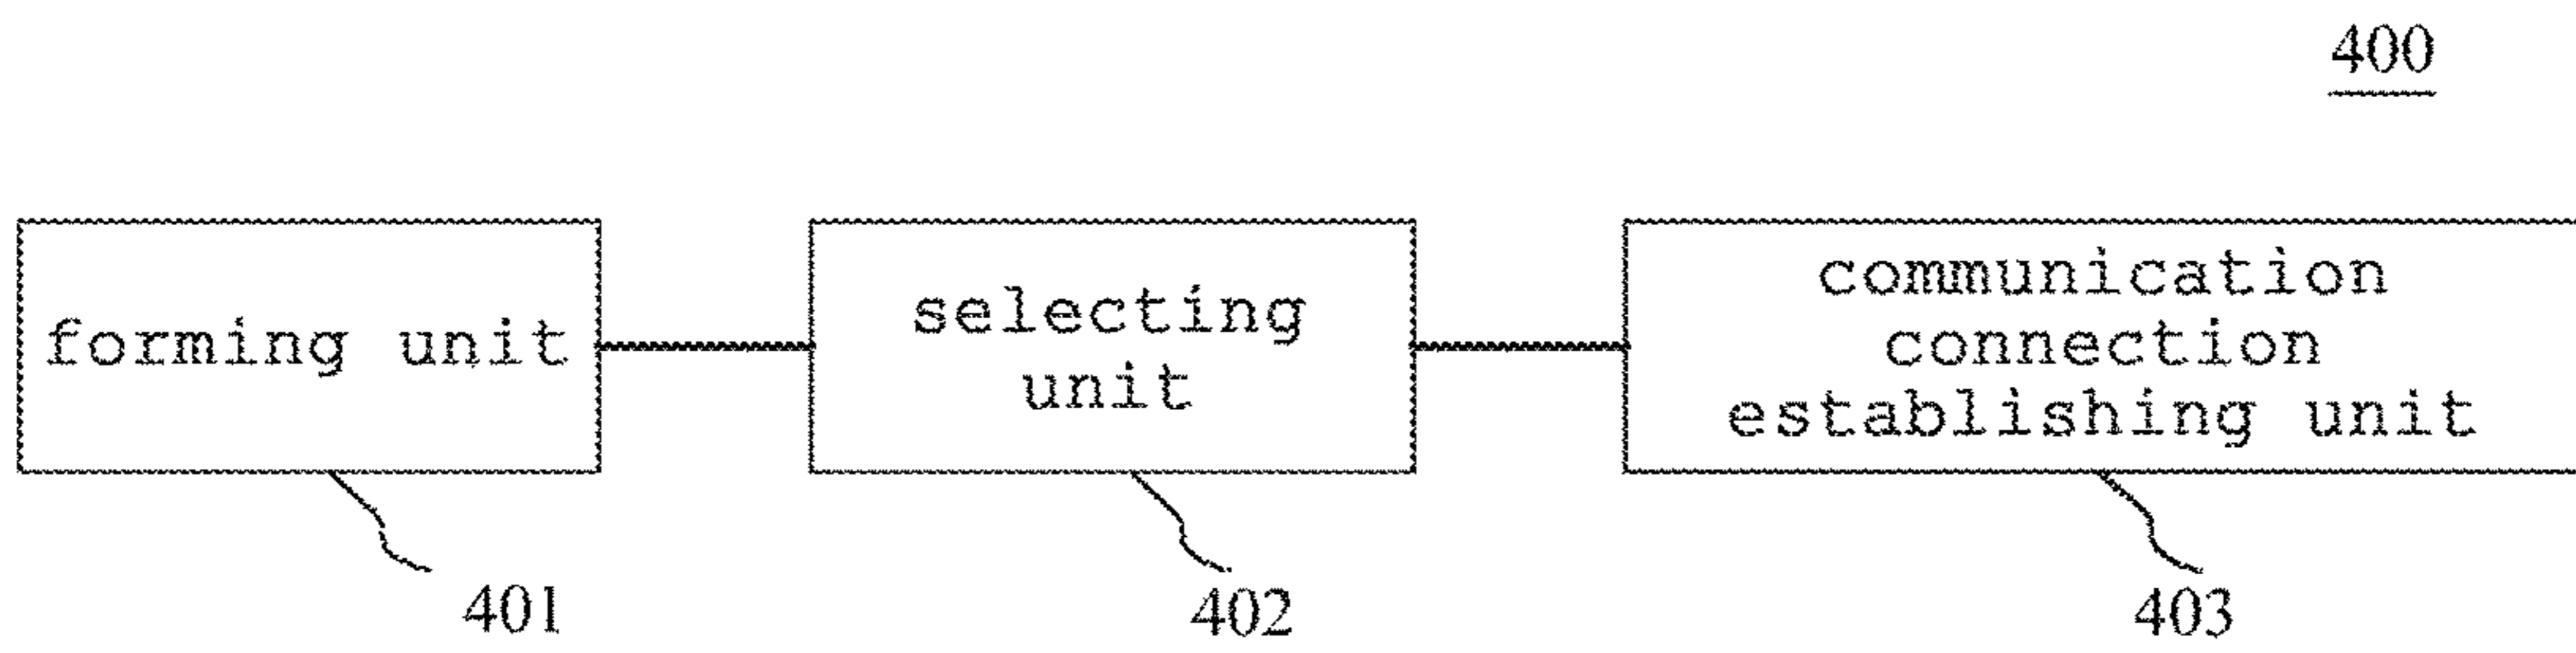 400
forming unit
selecting
unit
communication
connection
establishing unit
401
402
403